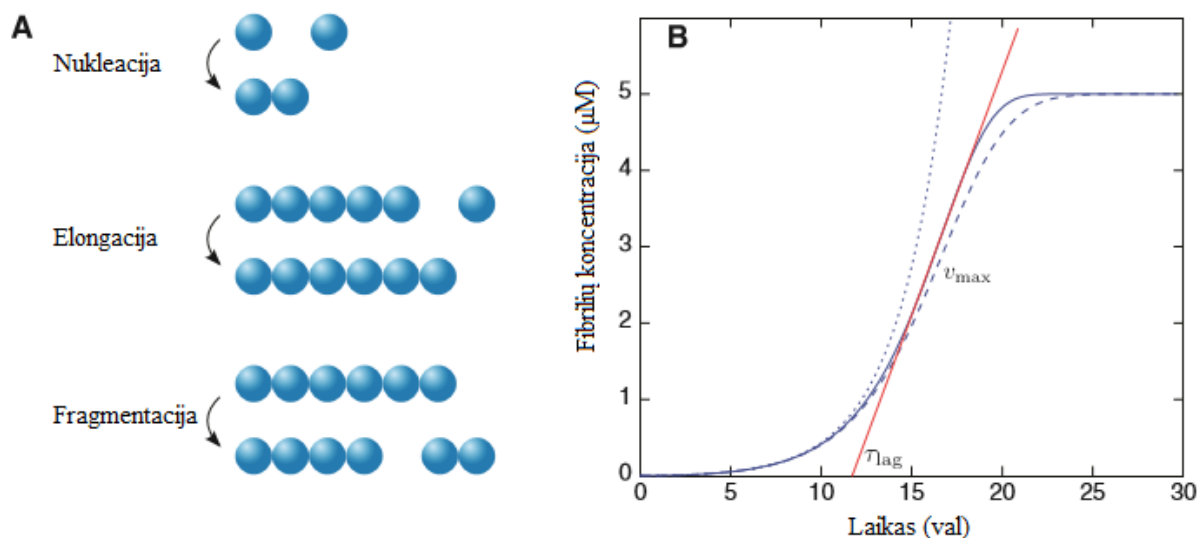 A
Nukleacija
Elongacija
Fragmentacija
B
Fibrilių koncentracija (µM)
5
4
3
2
1
0
v_max
τ_lag
0 5 10 15 20 25 30
Laikas (val)